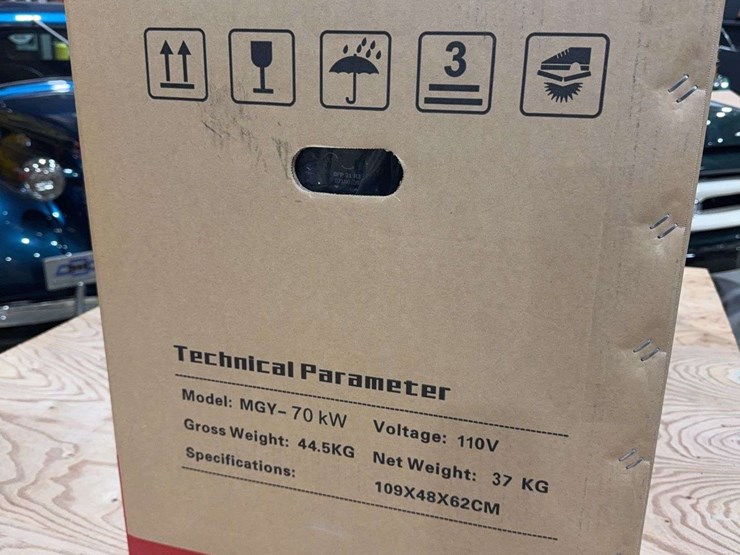 3
Technical Parameter
Model: MGY-70 kW Voltage: 110V
Gross Weight: 44.5KG Net Weight: 37 KG
Specifications: 109X48X62CM